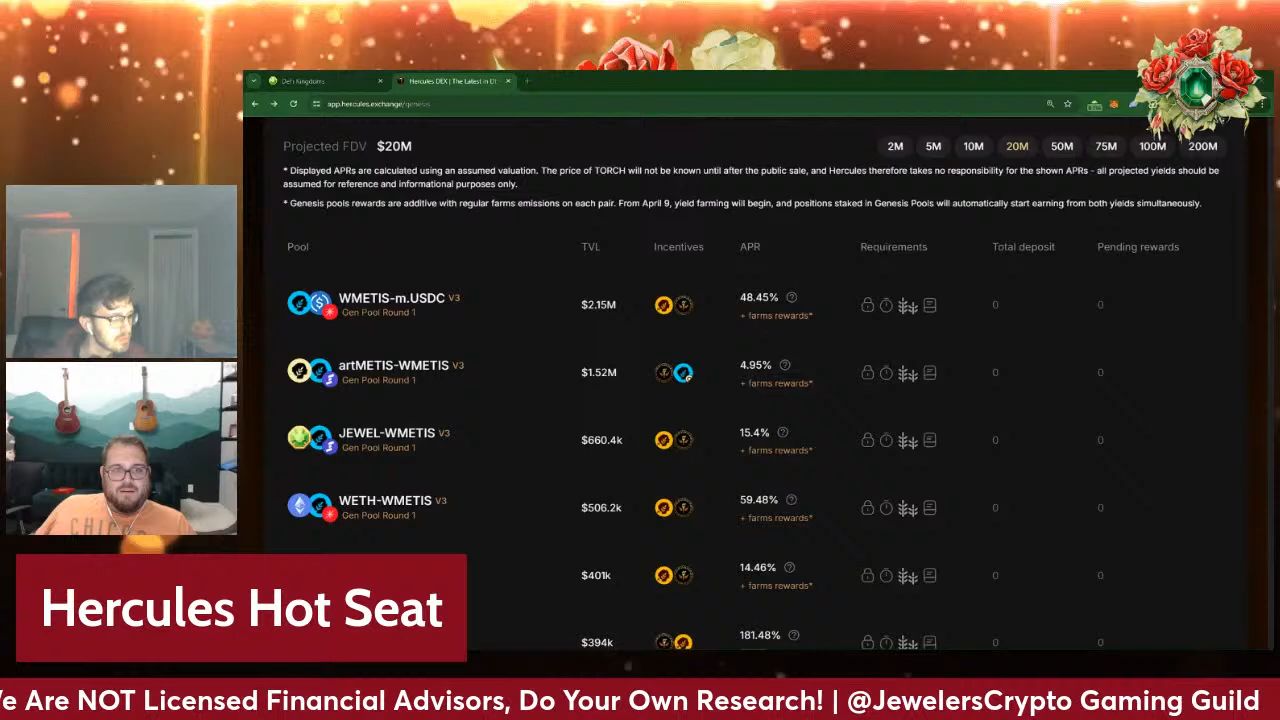 Defi Kingdoms
Hercules DEX | The Latest in D
app.hercules.exchange/genesis
Projected FDV $20M
2M 5M 10M 20M 50M 75M 100M 200M
* Displayed APRs are calculated using an assumed valuation. The price of TORCH will not be known until after the public sale, and Hercules therefore takes no responsibility for the shown APRs - all projected yields should be
assumed for reference and informational purposes only.
* Genesis pools rewards are additive with regular farms emissions on each pair. From April 9, yield farming will begin, and positions staked in Genesis Pools will automatically start earning from both yields simultaneously.
Pool TVL Incentives APR Requirements Total deposit Pending rewards
WMETIS-m.USDC V3 $2.15M 48.45% 0 0
Gen Pool Round 1 + farms rewards*
artMETIS-WMETIS V3 $1.52M 4.95% 0 0
Gen Pool Round 1 + farms rewards*
JEWEL-WMETIS V3 $660.4k 15.4% 0 0
Gen Pool Round 1 + farms rewards*
WETH-WMETIS V3 $506.2k 59.48% 0 0
Gen Pool Round 1 + farms rewards*
$401k 14.46% 0 0
+ farms rewards*
$394k 181.48% 0 0
Hercules Hot Seat
e Are NOT Licensed Financial Advisors, Do Your Own Research! | @JewelersCrypto Gaming Guild